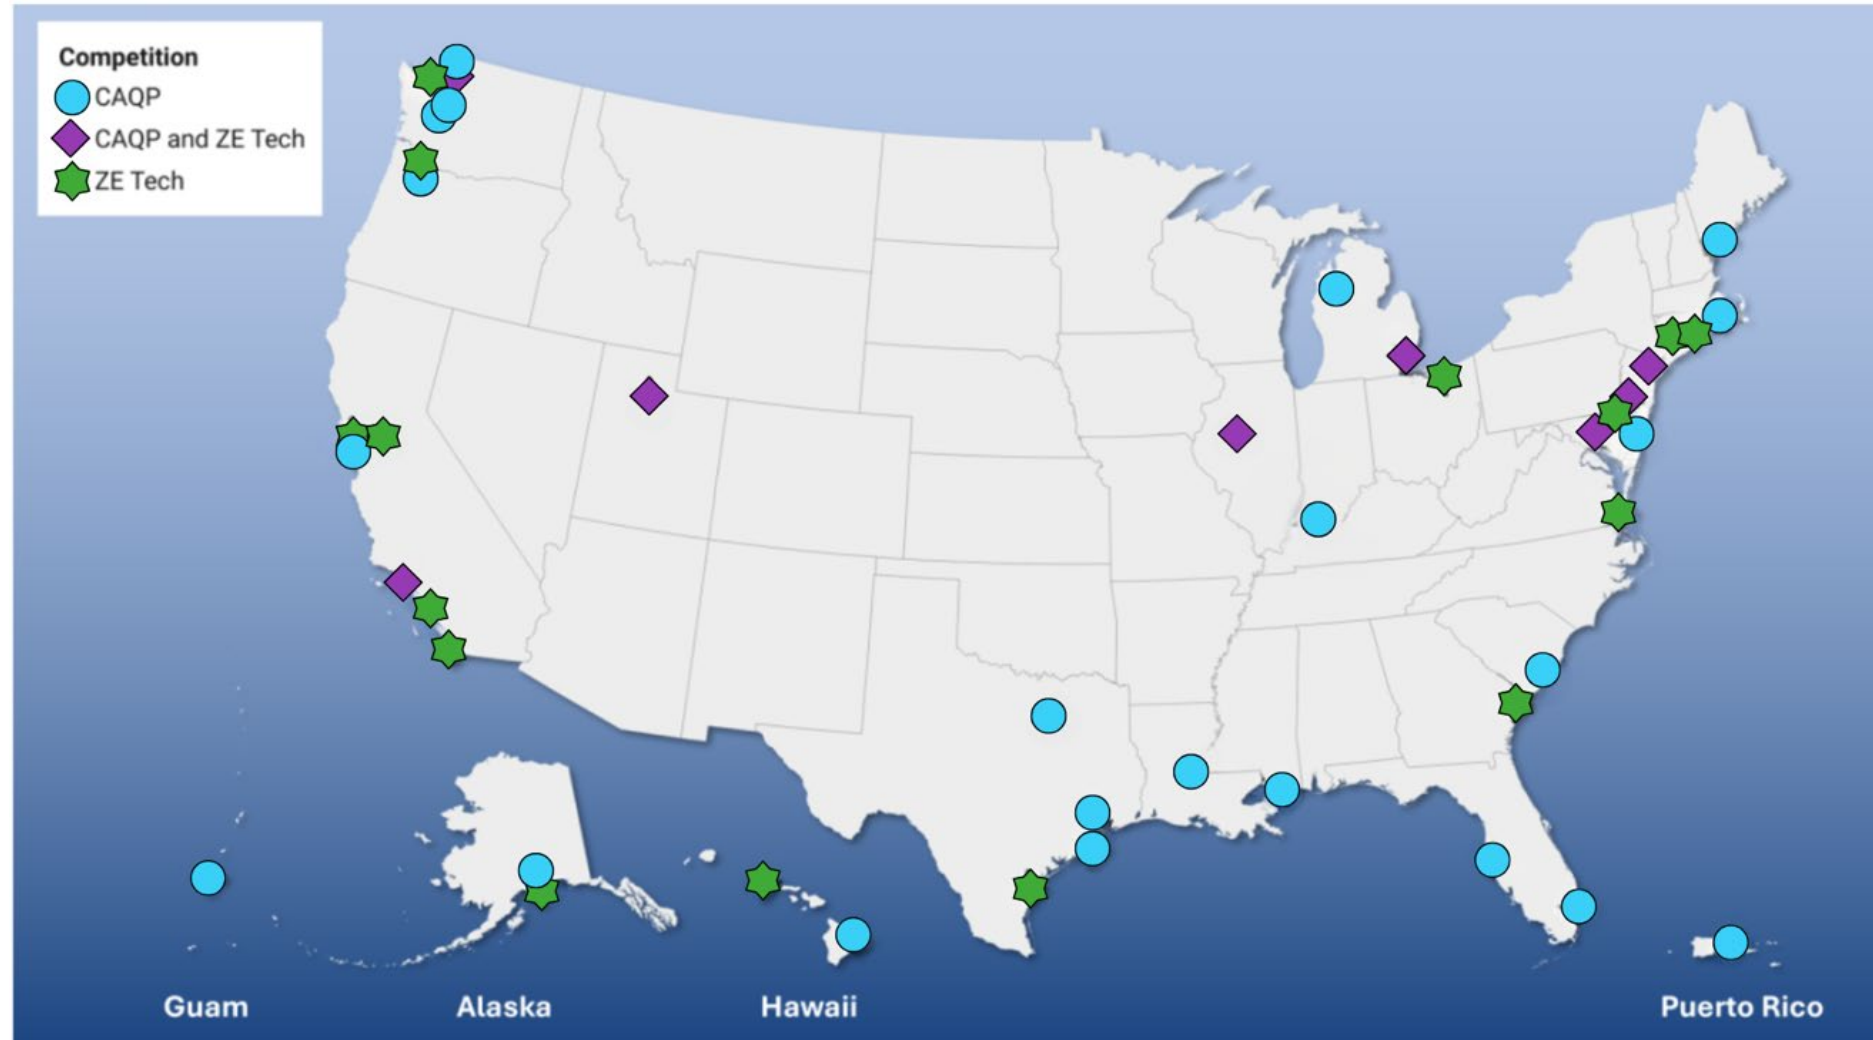 Competition
CAQP
CAQP and ZE Tech
ZE Tech
Guam
Alaska
Hawaii
Puerto Rico